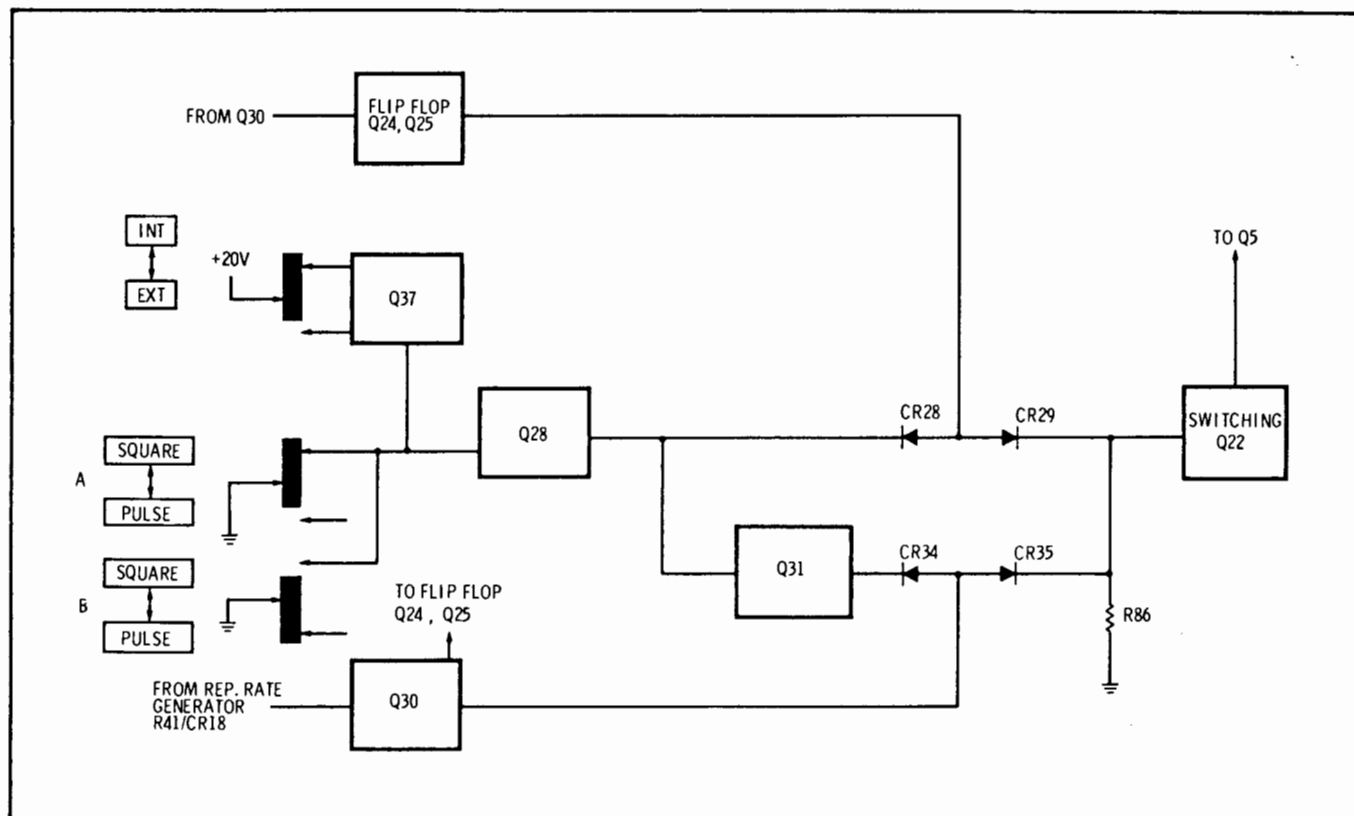 FROM Q30
FLIP FLOP
Q24, Q25
INT
EXT
+20V
Q37
TO Q5
A
SQUARE
PULSE
Q28
CR28
CR29
SWITCHING
Q22
B
SQUARE
PULSE
Q31
CR34
CR35
R86
TO FLIP FLOP
Q24 , Q25
FROM REP. RATE
GENERATOR
R41/CR18
Q30